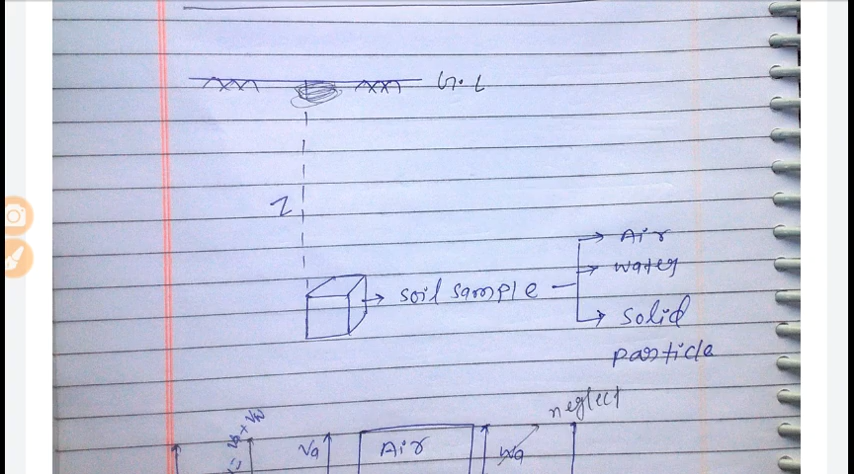 G.L
Z
Air
water
soil sample
solid
particle
neglect
Va
Air
Wa